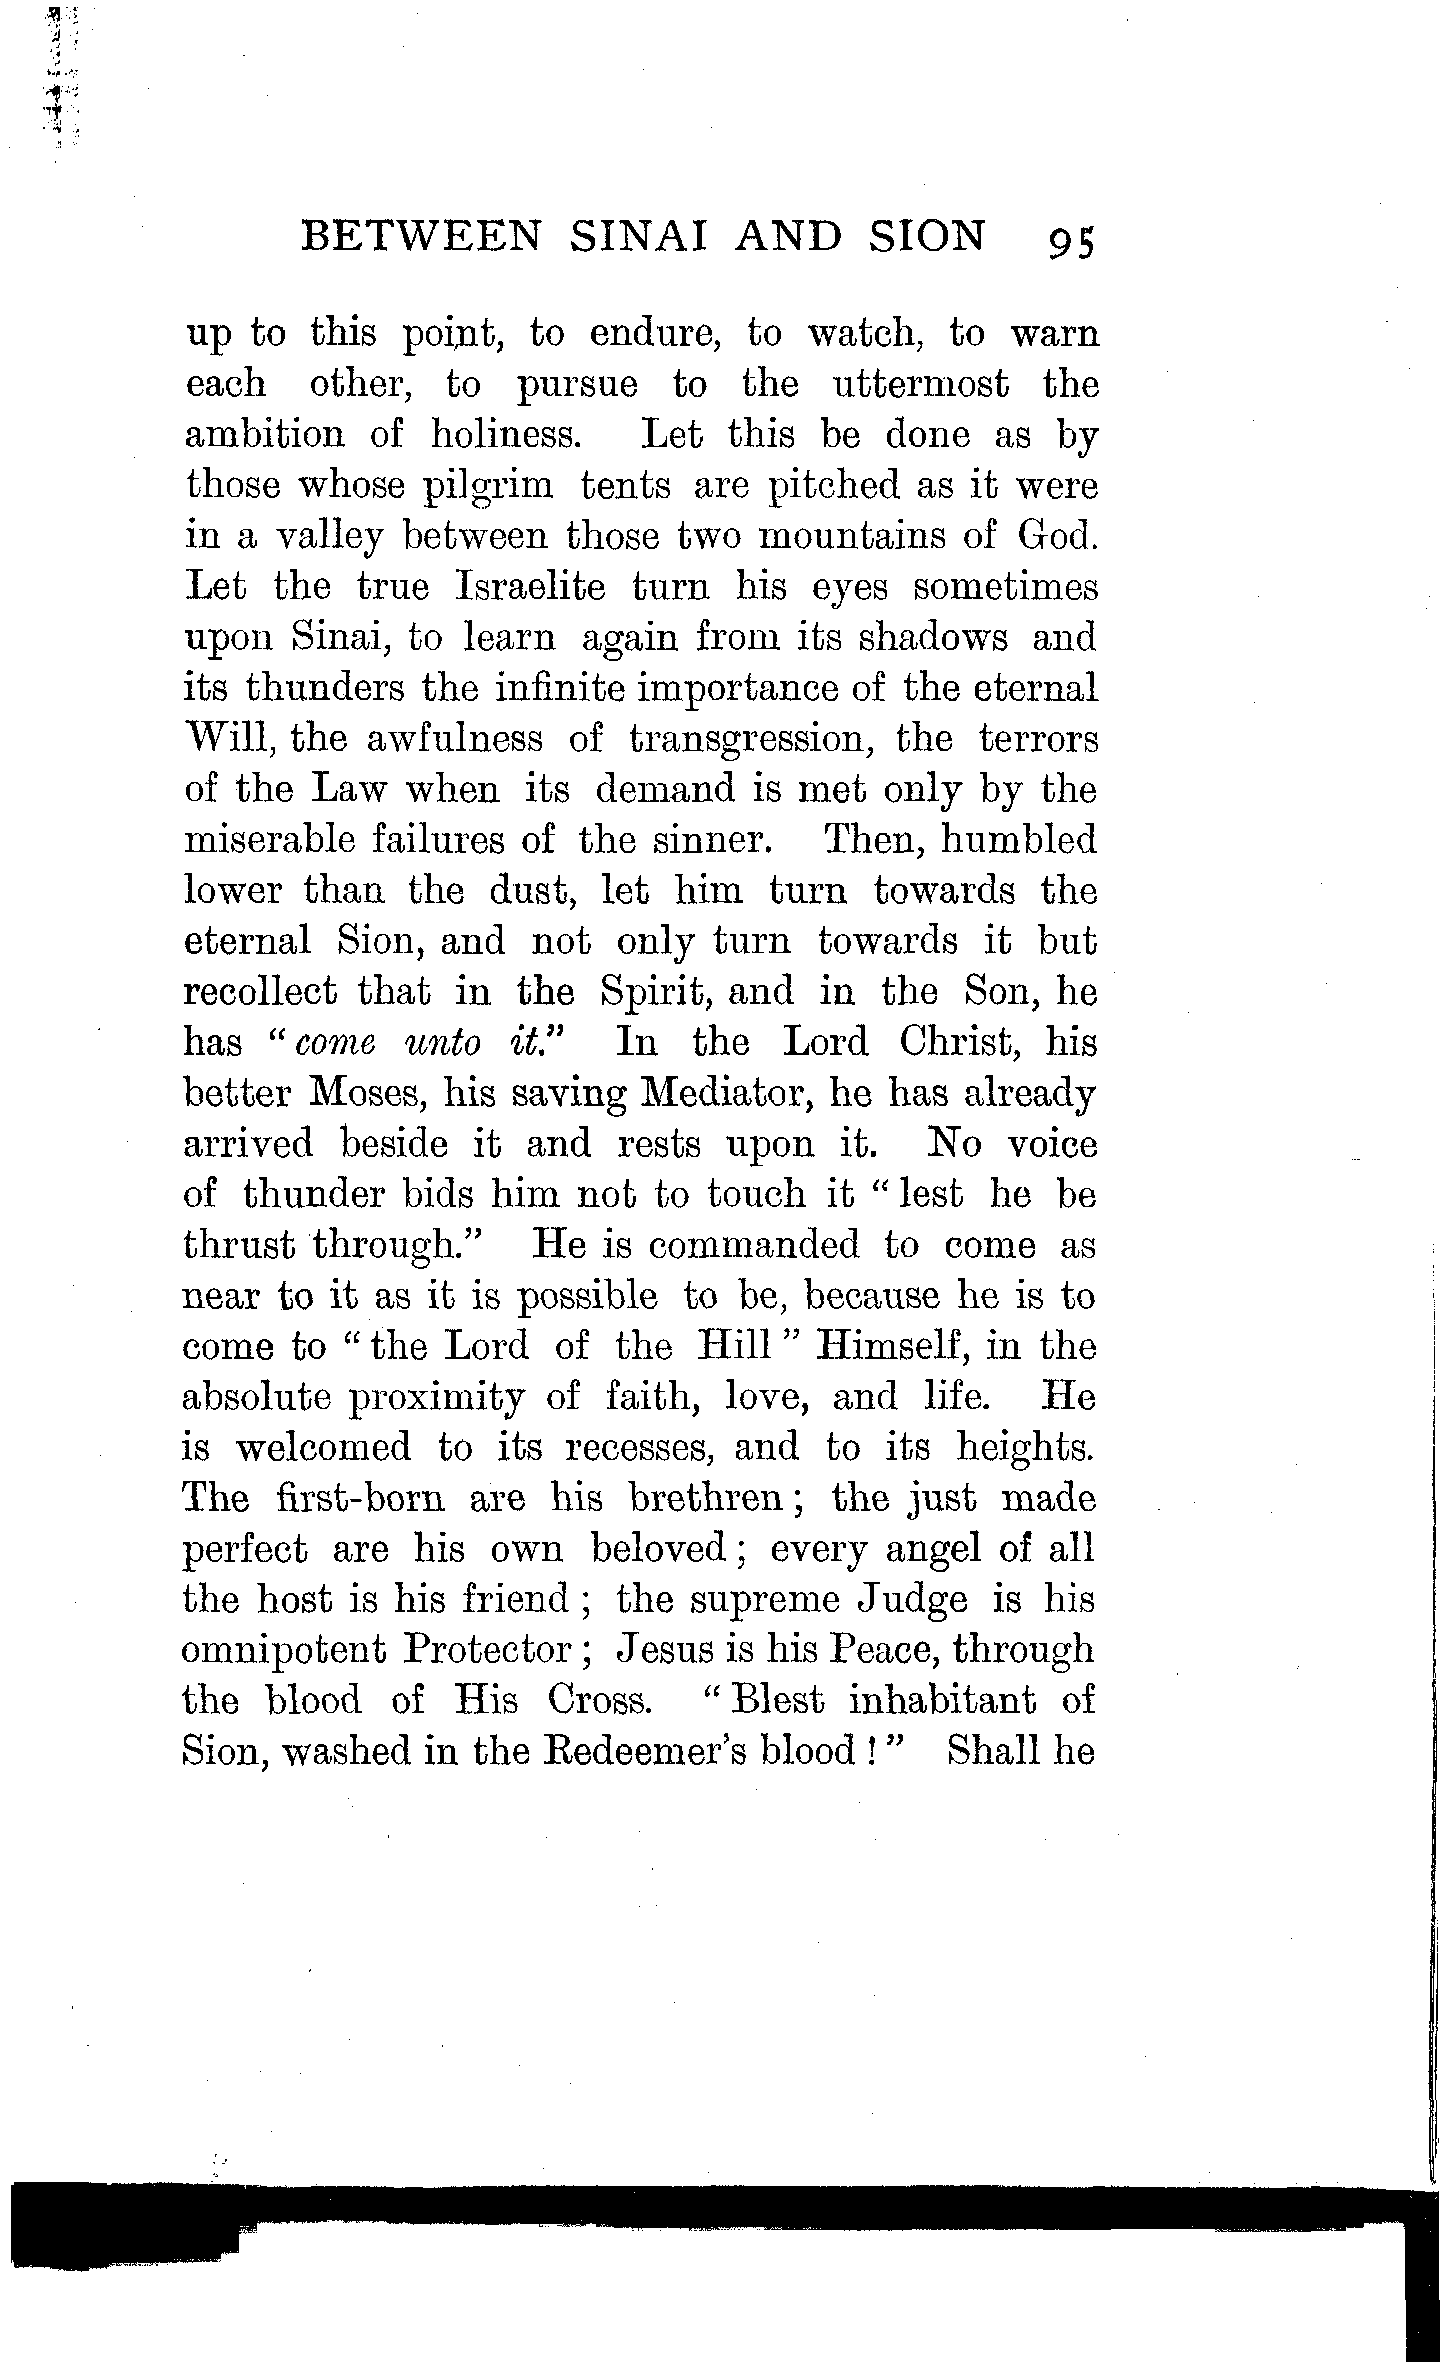 BETWEEN SINAI AND SION 95
up to this point, to endure, to watch, to warn
each other, to pursue to the uttermost the
ambition of holiness. Let this be done as by
those whose pilgrim tents are pitched as it were
in a valley between those two mountains of God.
Let the true Israelite turn his eyes sometimes
upon Sinai, to learn again from its shadows and
its thunders the infinite importance of the eternal
Will, the awfulness of transgression, the terrors
of the Law when its demand is met only by the
miserable failures of the sinner. Then, humbled
lower than the dust, let him turn towards the
eternal Sion, and not only turn towards it but
recollect that in the Spirit, and in the Son, he
has “come unto it.” In the Lord Christ, his
better Moses, his saving Mediator, he has already
arrived beside it and rests upon it. No voice
of thunder bids him not to touch it “lest he be
thrust through.” He is commanded to come as
near to it as it is possible to be, because he is to
come to “the Lord of the Hill” Himself, in the
absolute proximity of faith, love, and life. He
is welcomed to its recesses, and to its heights.
The first-born are his brethren; the just made
perfect are his own beloved; every angel of all
the host is his friend; the supreme Judge is his
omnipotent Protector; Jesus is his Peace, through
the blood of His Cross. “Blest inhabitant of
Sion, washed in the Redeemer’s blood!” Shall he